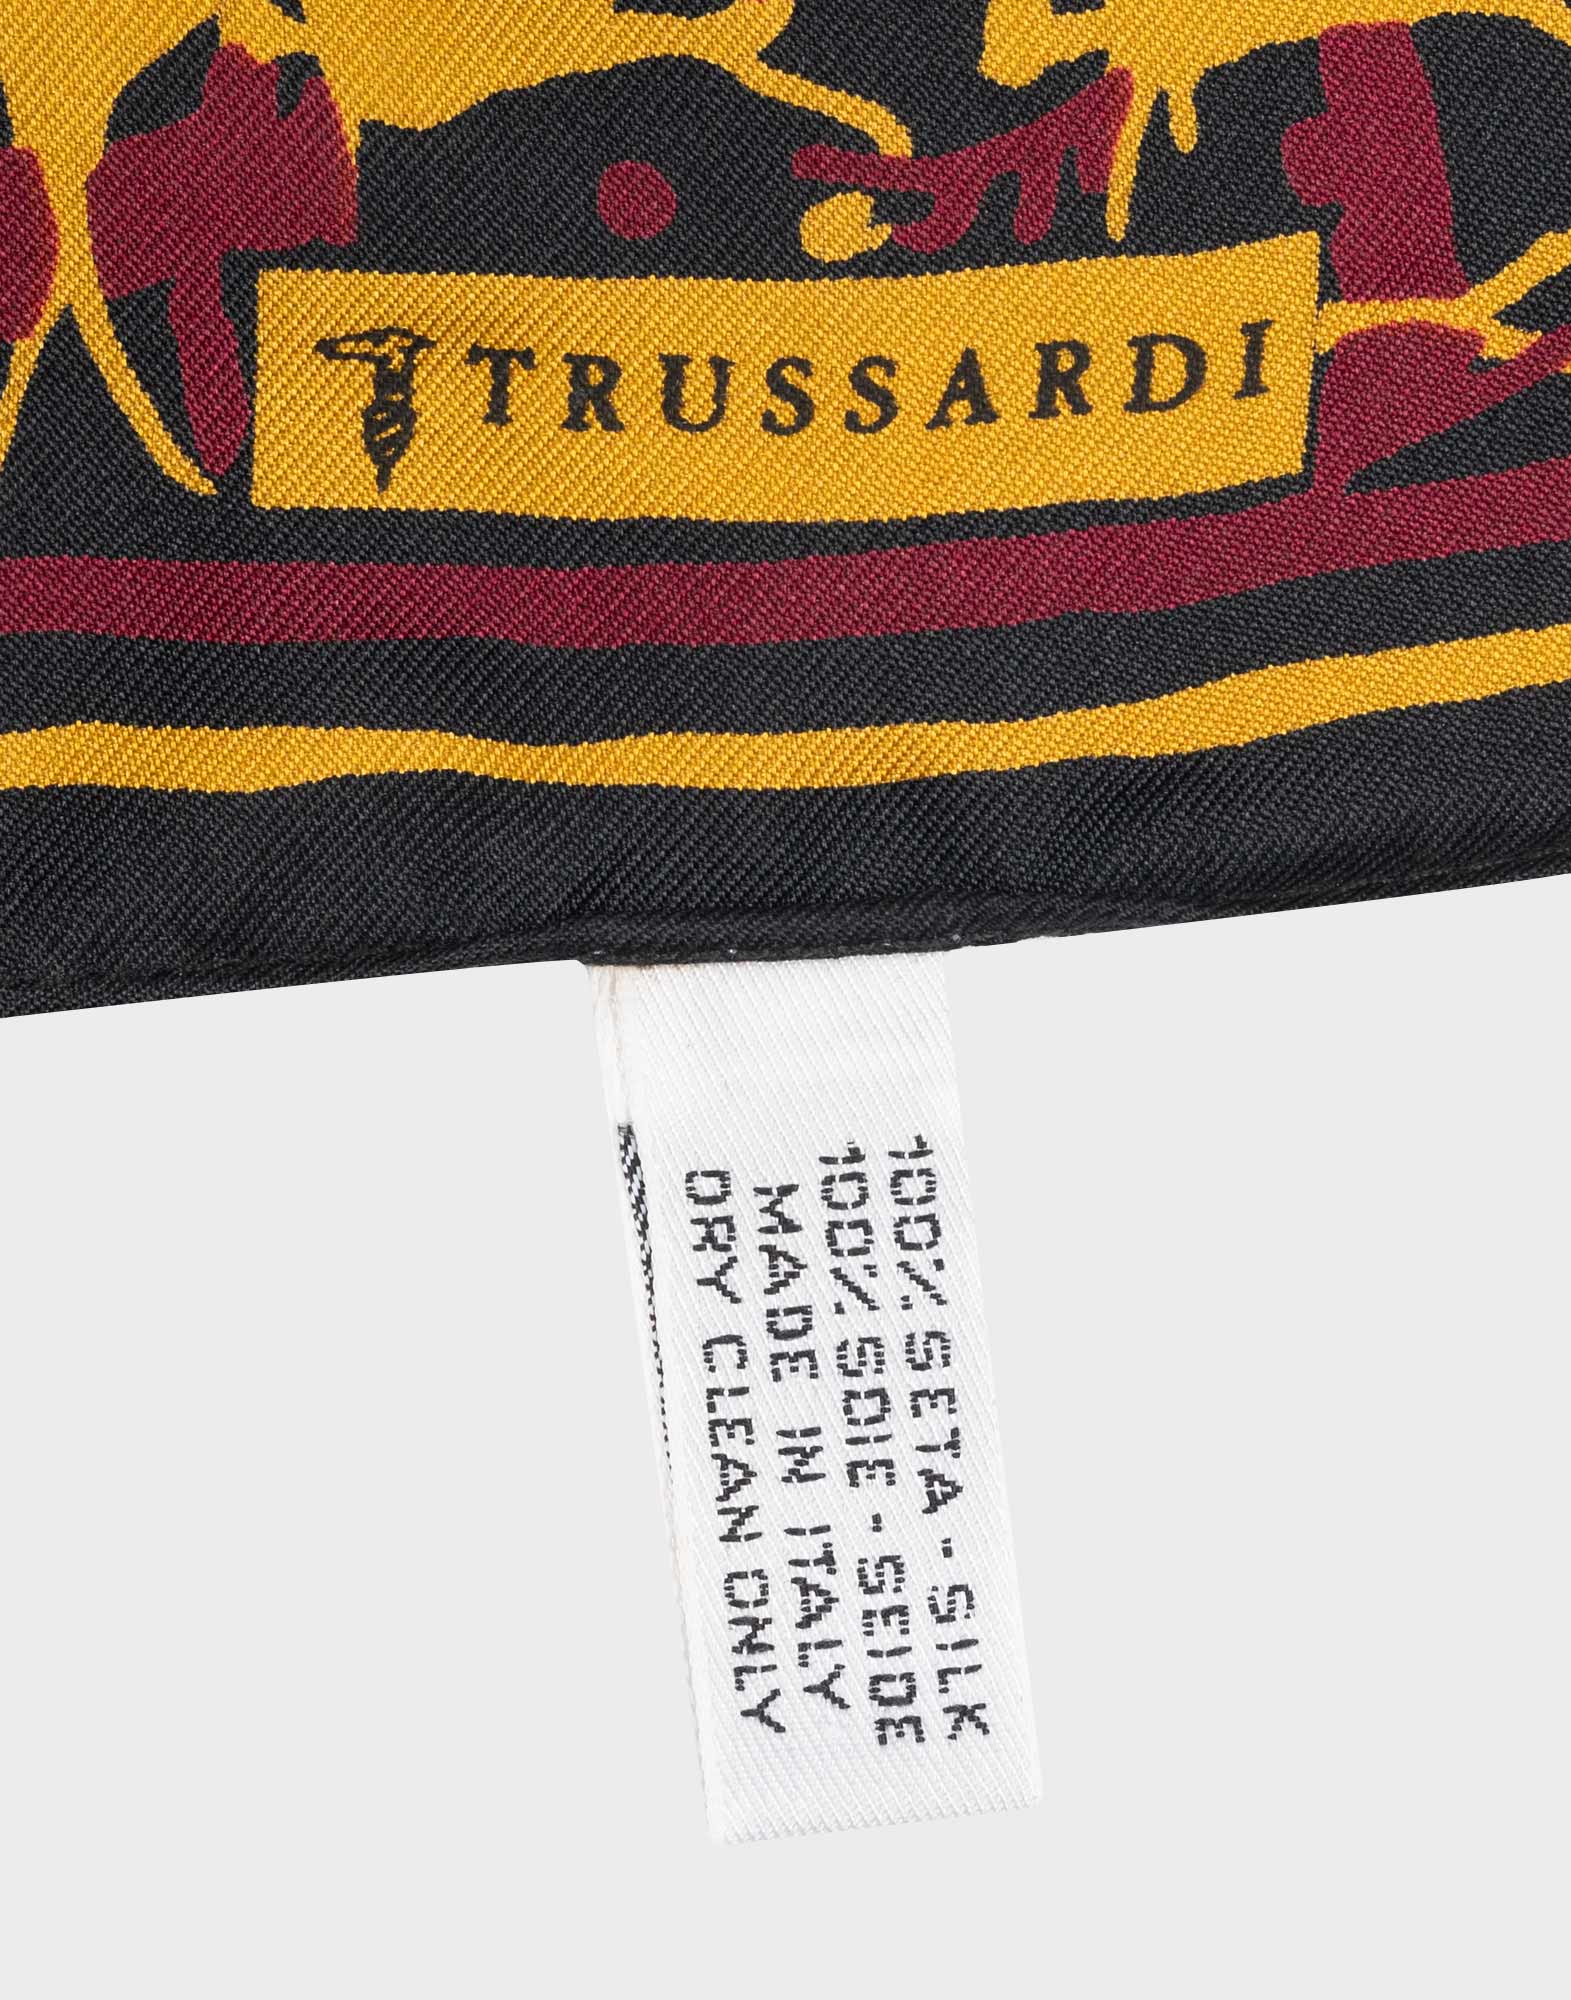 TRUSSARDI
100% SETA - SILK
100% SOIE - SEIDE
MADE IN ITALY
DRY CLEAN ONLY